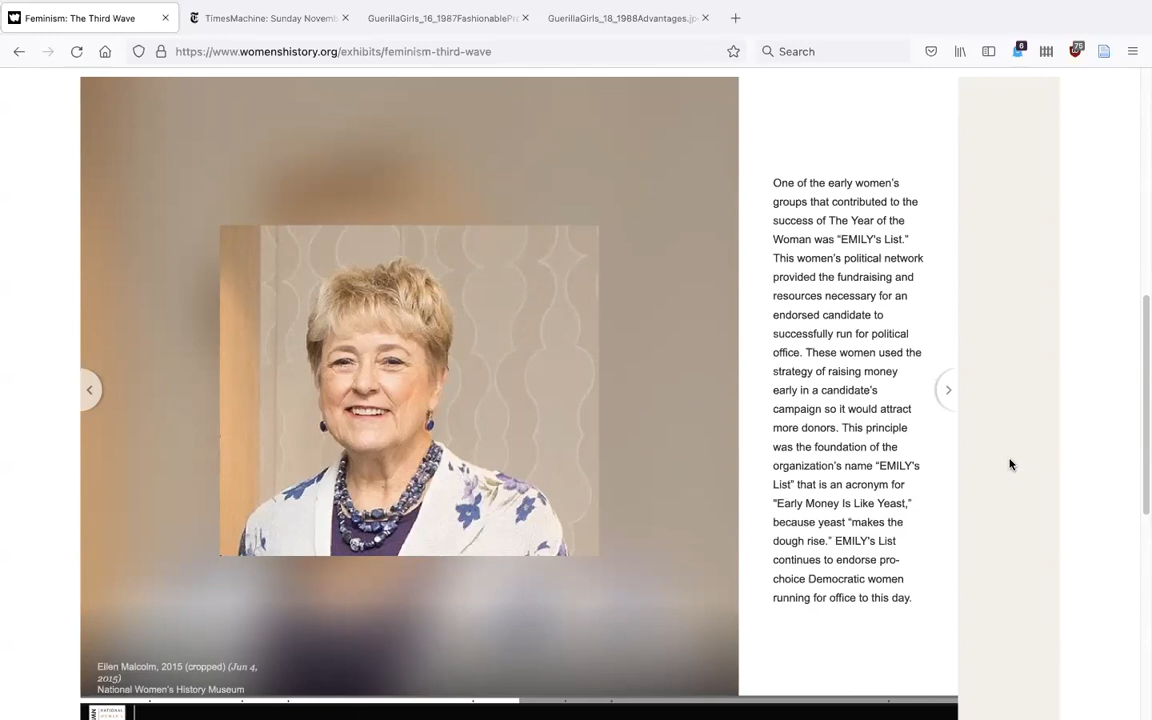 Feminism: The Third Wave
TimesMachine: Sunday Novemb
GuerillaGirls_16_1987FashionablePr
GuerillaGirls_18_1988Advantages.jp
https://www.womenshistory.org/exhibits/feminism-third-wave
Search
6
75
One of the early women's
groups that contributed to the
success of The Year of the
Woman was “EMILY's List.”
This women's political network
provided the fundraising and
resources necessary for an
endorsed candidate to
successfully run for political
office. These women used the
strategy of raising money
early in a candidate's
campaign so it would attract
more donors. This principle
was the foundation of the
organization's name “EMILY's
List” that is an acronym for
“Early Money Is Like Yeast,”
because yeast “makes the
dough rise.” EMILY's List
continues to endorse pro-
choice Democratic women
running for office to this day.
Ellen Malcolm, 2015 (cropped) (Jun 4,
2015)
National Women's History Museum